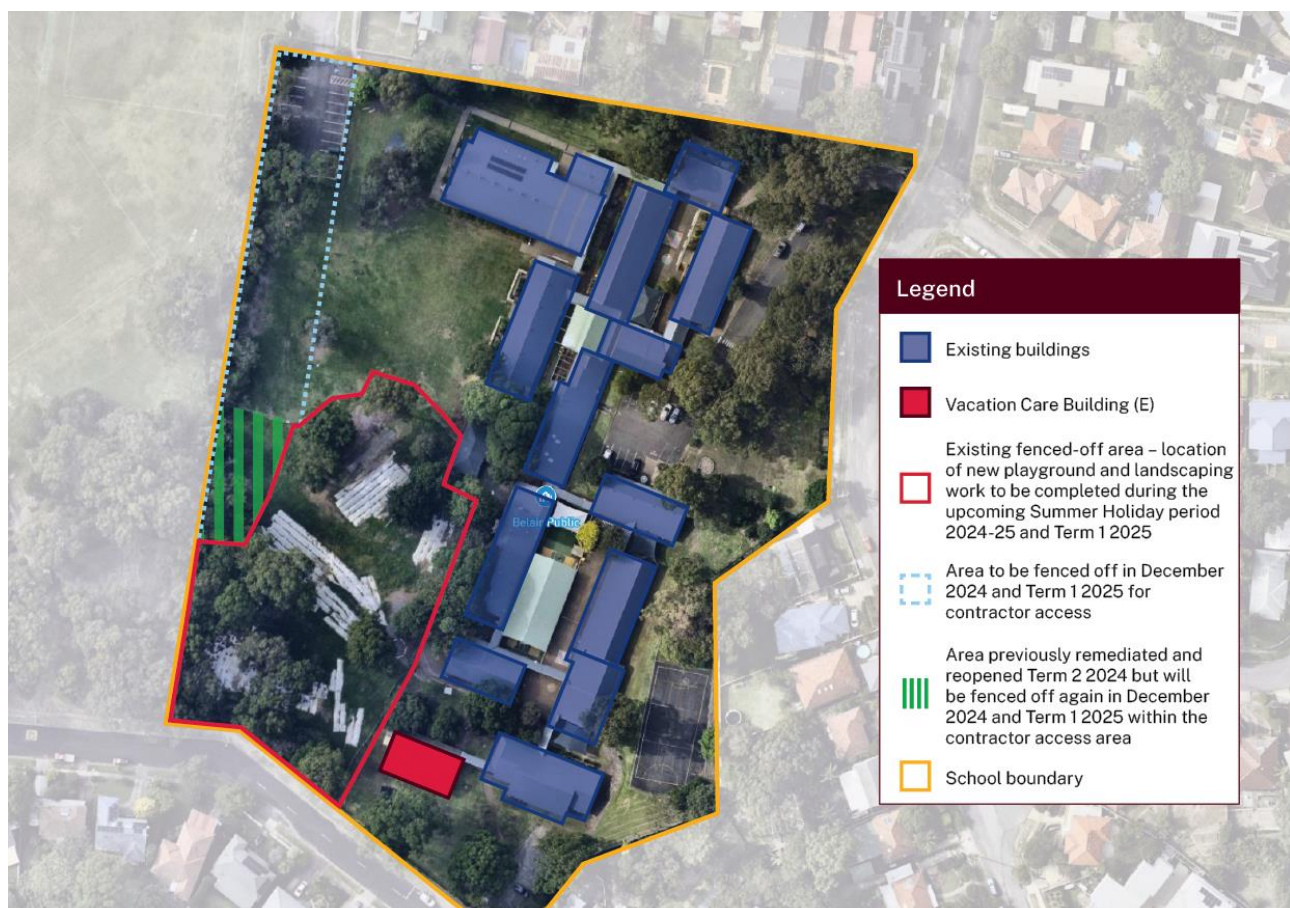 Belair Public
Legend
Existing buildings
Vacation Care Building (E)
Existing fenced-off area – location
of new playground and landscaping
work to be completed during the
upcoming Summer Holiday period
2024-25 and Term 1 2025
Area to be fenced off in December
2024 and Term 1 2025 for
contractor access
Area previously remediated and
reopened Term 2 2024 but will
be fenced off again in December
2024 and Term 1 2025 within the
contractor access area
School boundary